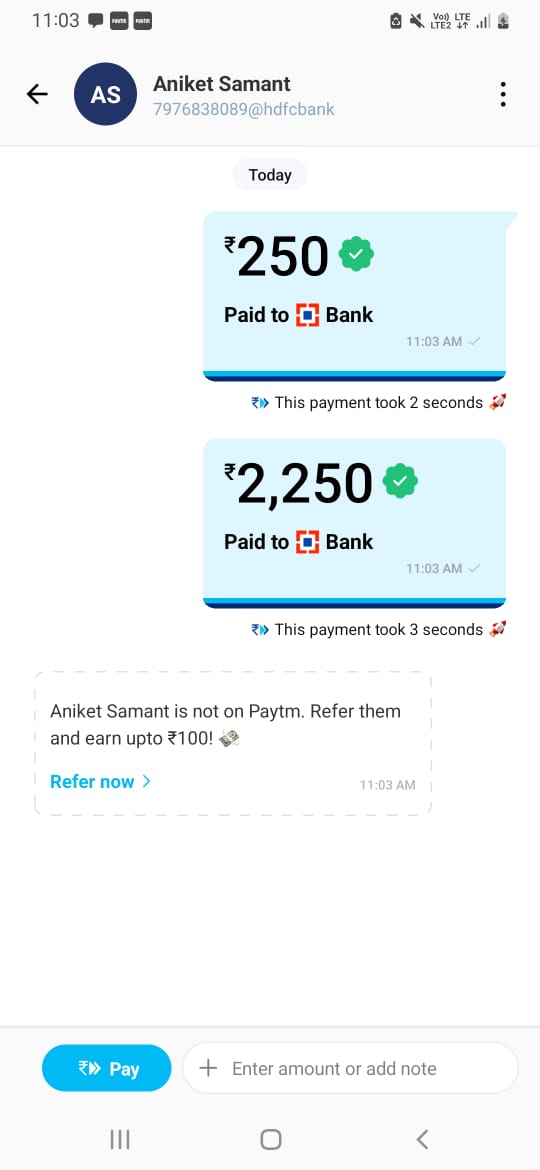 11:03 Paytm Paytm Vo)) LTE LTE2
Aniket Samant
AS
7976838089@hdfcbank
Today
₹250
Paid to Bank
11:03 AM
₹ This payment took 2 seconds 🚀
₹2,250
Paid to Bank
11:03 AM
₹ This payment took 3 seconds 🚀
Aniket Samant is not on Paytm. Refer them
and earn upto ₹100! 💸
Refer now >
11:03 AM
₹ Pay
+ Enter amount or add note